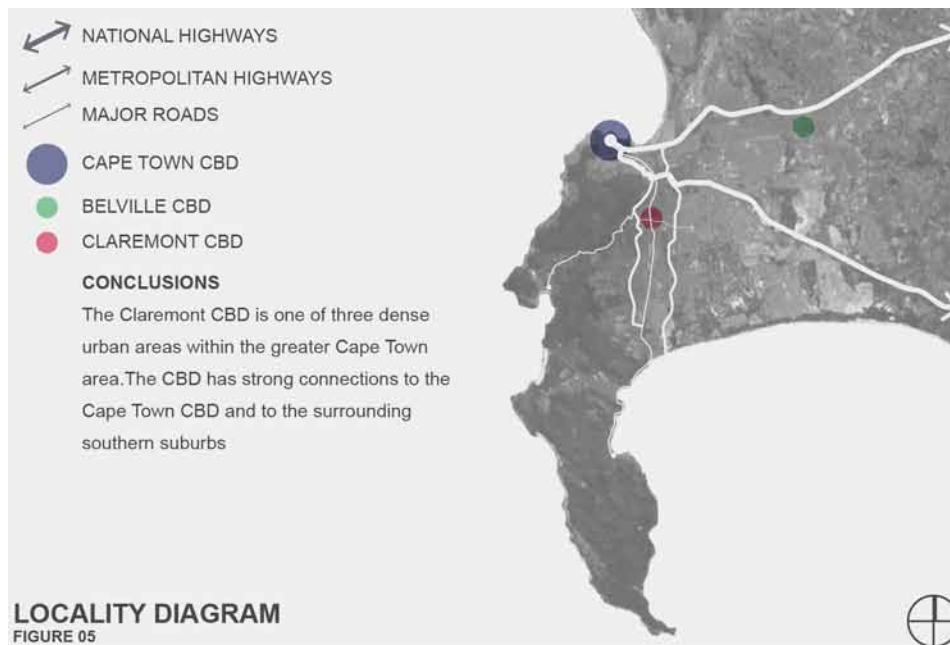 NATIONAL HIGHWAYS
METROPOLITAN HIGHWAYS
MAJOR ROADS
CAPE TOWN CBD
BELVILLE CBD
CLAREMONT CBD
CONCLUSIONS
The Claremont CBD is one of three dense
urban areas within the greater Cape Town
area.The CBD has strong connections to the
Cape Town CBD and to the surrounding
southern suburbs
LOCALITY DIAGRAM
FIGURE 05